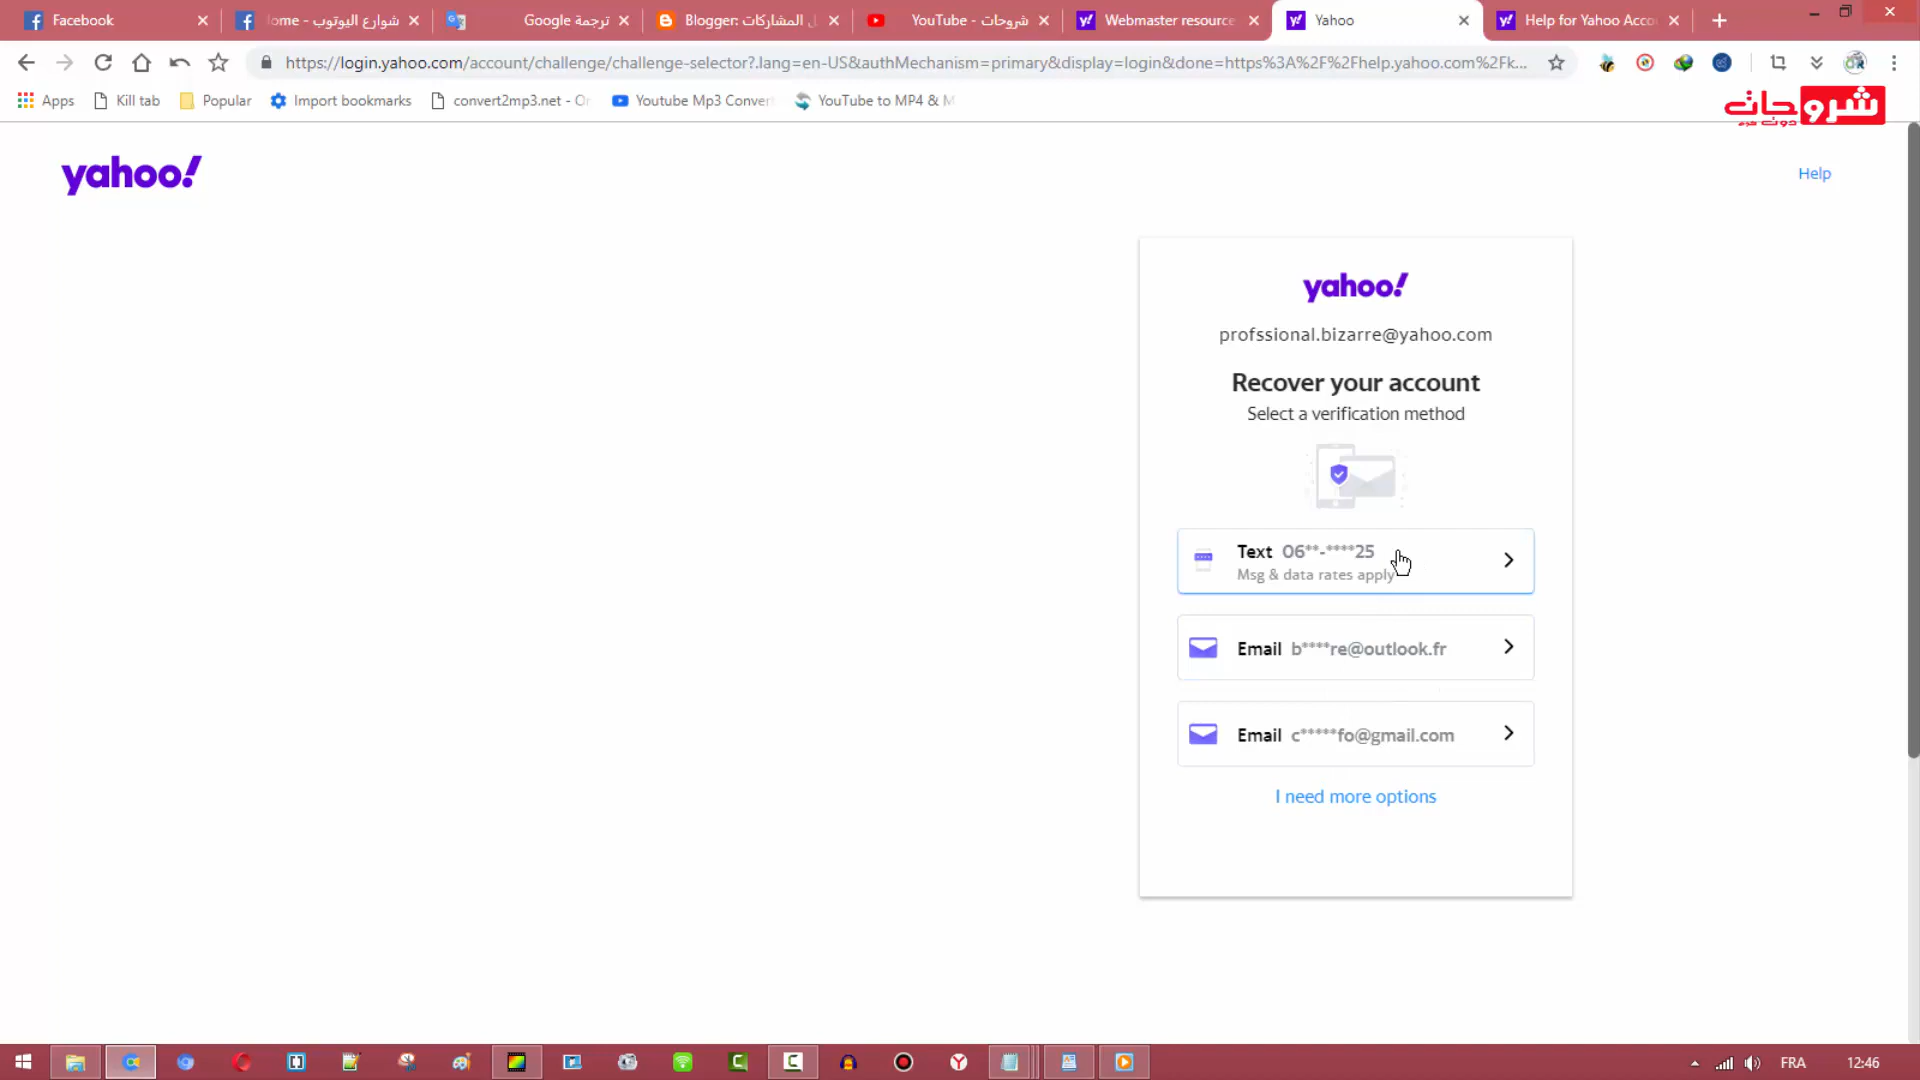 Facebook
شوارع اليوتوب - Home
ترجمة Google
Blogger: المشاركات
شروحات - YouTube
Webmaster resource
Yahoo
Help for Yahoo Acco
https://login.yahoo.com/account/challenge/challenge-selector?.lang=en-US&authMechanism=primary&display=login&done=https%3A%2F%2Fhelp.yahoo.com%2Fk...
Apps
Kill tab
Popular
Import bookmarks
convert2mp3.net - On
Youtube Mp3 Convert
YouTube to MP4 & M
شروحات
yahoo!
Help
yahoo!
profssional.bizarre@yahoo.com
Recover your account
Select a verification method
Text 06**-****25
Msg & data rates apply
Email b****re@outlook.fr
Email c*****fo@gmail.com
I need more options
FRA
12:46